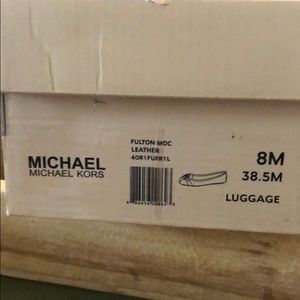 FULTON MOC
LEATHER
40R1FUFR1L
MICHAEL
MICHAEL KORS
8M
38.5M
LUGGAGE